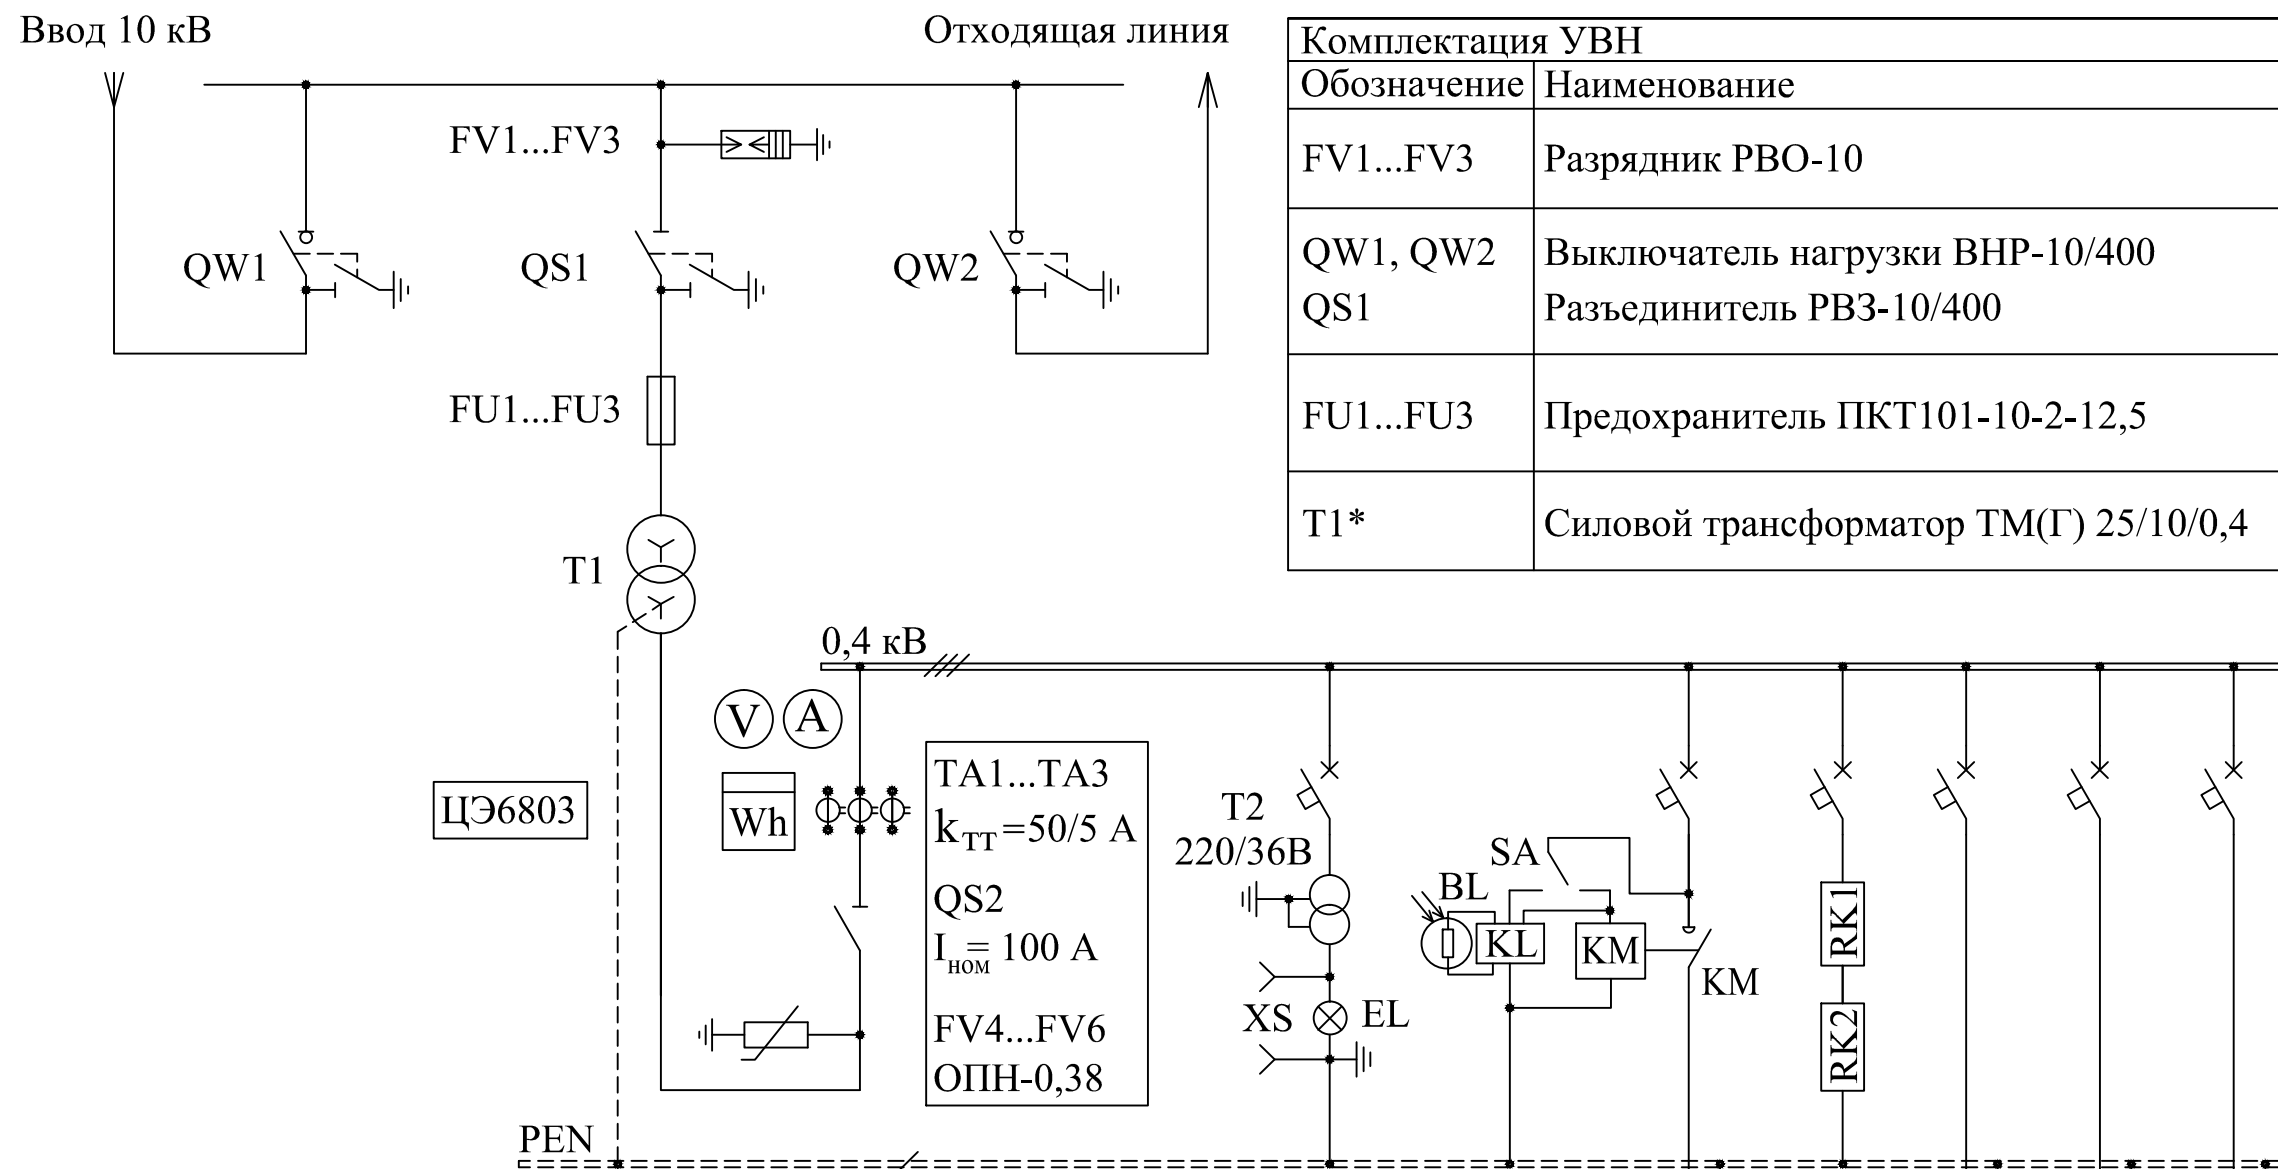 Ввод 10 кВ
Отходящая линия
Комплектация УВН
Обозначение Наименование
FV1...FV3 Разрядник РВО-10
QW1, QW2 Выключатель нагрузки ВНР-10/400
QS1 Разъединитель РВЗ-10/400
FU1...FU3 Предохранитель ПКТ101-10-2-12,5
T1* Силовой трансформатор ТМ(Г) 25/10/0,4
FV1...FV3
QW1
QS1
QW2
FU1...FU3
T1
0,4 кВ
V A
ЦЭ6803
Wh
TA1...TA3
kТТ=50/5 А
QS2
Iном= 100 А
FV4...FV6
ОПН-0,38
T2
220/36В
XS
EL
SA
BL
KL
KM
KM
RK1
RK2
PEN